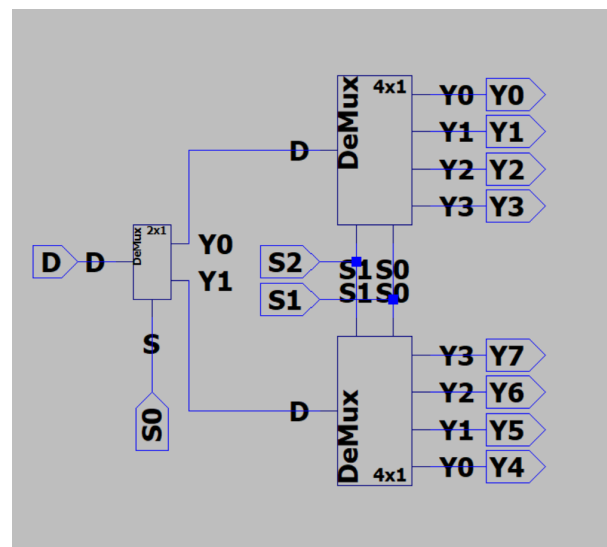 DeMux 4x1
Y0 Y0
Y1 Y1
D
Y2 Y2
Y3 Y3
DeMux 2x1
Y0
D D
S2
S1 S0
Y1
S1
S1 S0
S
Y3 Y7
S0
Y2 Y6
D
Y1 Y5
DeMux 4x1
Y0 Y4